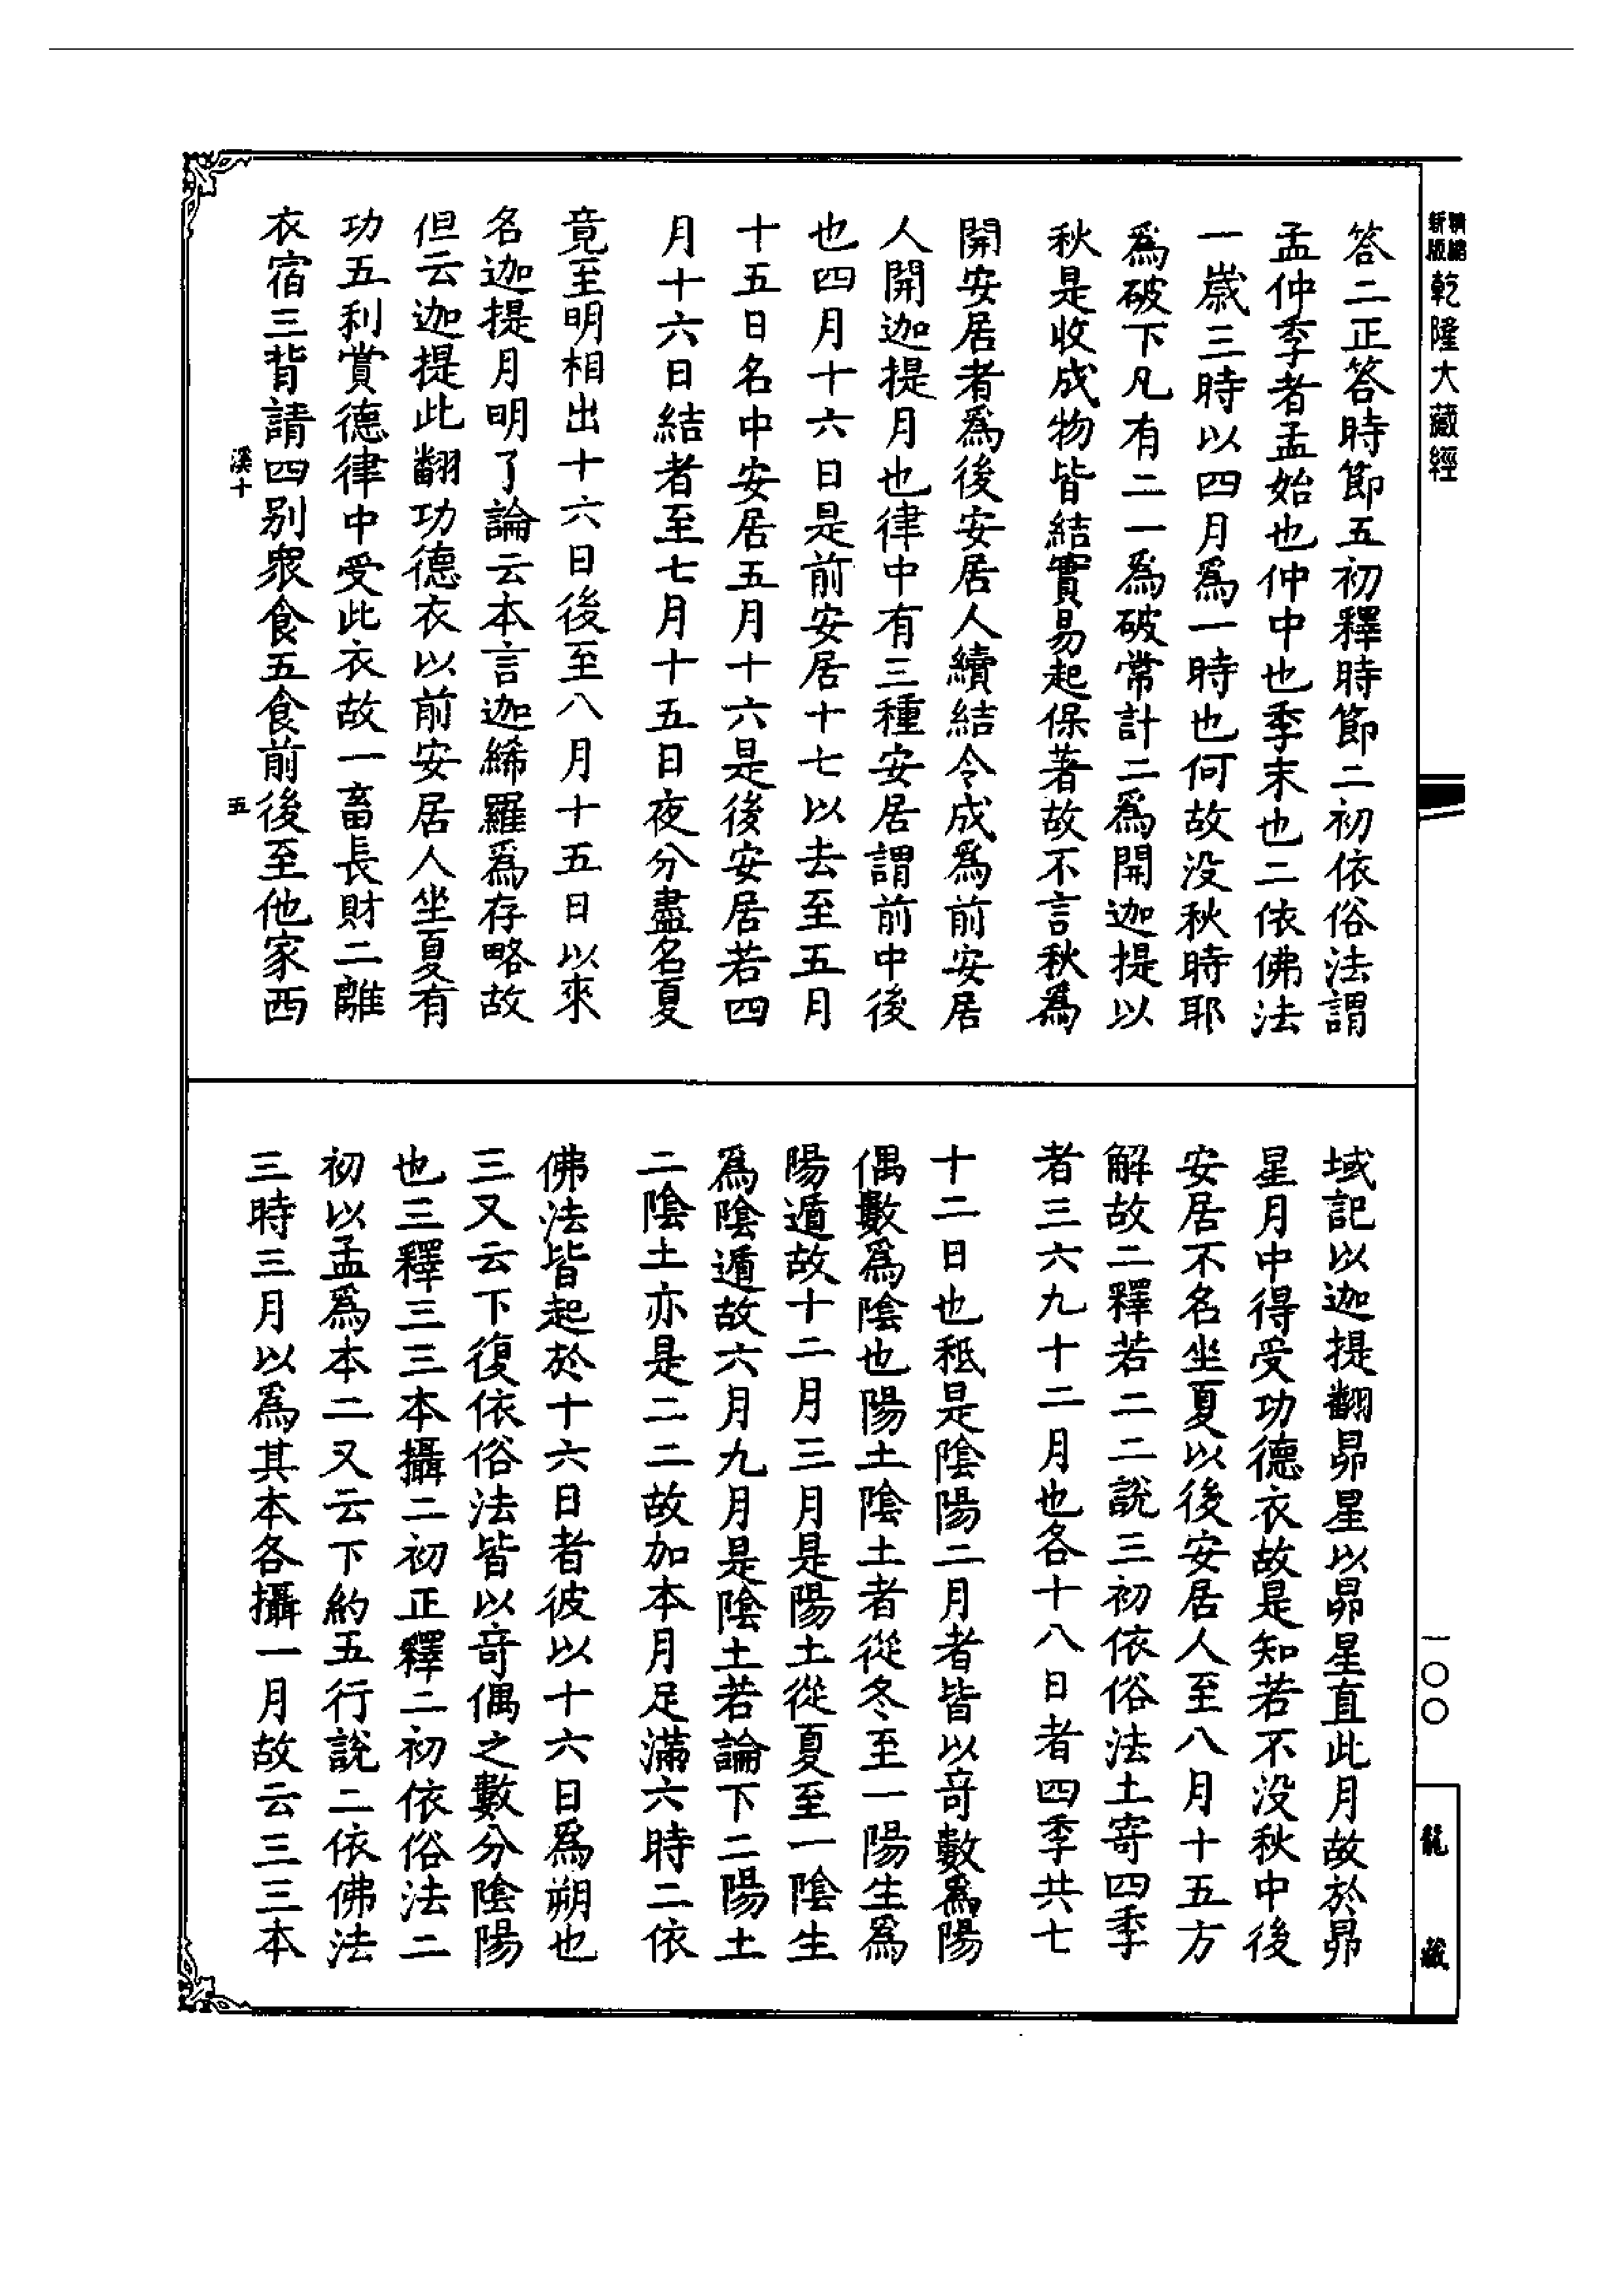 精縮
新版
乾隆大藏經
答二正答時節五初釋時節二初依俗法謂
孟仲季者孟始也仲中也季末也二依佛法
一歲三時以四月為一時也何故没秋時耶
為破下凡有二一為破常計二為開迦提以
秋是收成物皆結實易起保著故不言秋為
開安居者為後安居人續結令成為前安居
人開迦提月也律中有三種安居謂前中後
也四月十六日是前安居十七以去至五月
十五日名中安居五月十六是後安居若四
月十六日結者至七月十五日夜分盡名夏
竟至明相出十六日後至八月十五日以來
名迦提月明了論云本言迦絺羅為存略故
但云迦提此翻功德衣以前安居人坐夏有
功五利賞德律中受此衣故一畜長財二離
衣宿三背請四別衆食五食前後至他家西
溪十
五
域記以迦提翻昴星以昴星直此月故於昴
星月中得受功德衣故是知若不没秋中後
安居不名坐夏以後安居人至八月十五方
解故二釋若二二說三初依俗法土寄四季
者三六九十二月也各十八日者四季共七
十二日也秖是陰陽二月者皆以竒數為陽
偶數為陰也陽土陰土者從冬至一陽生為
陽遁故十二月三月是陽土從夏至一陰生
為陰遁故六月九月是陰土若論下二陽土
二陰土亦是二二故加本月足滿六時二依
佛法皆起於十六日者彼以十六日為朔也
三又云下復依俗法皆以竒偶之數分陰陽
也三釋三三本攝二初正釋二初依俗法二
初以孟為本二又云下約五行說二依佛法
三時三月以為其本各攝一月故云三三本
一〇〇
龍藏